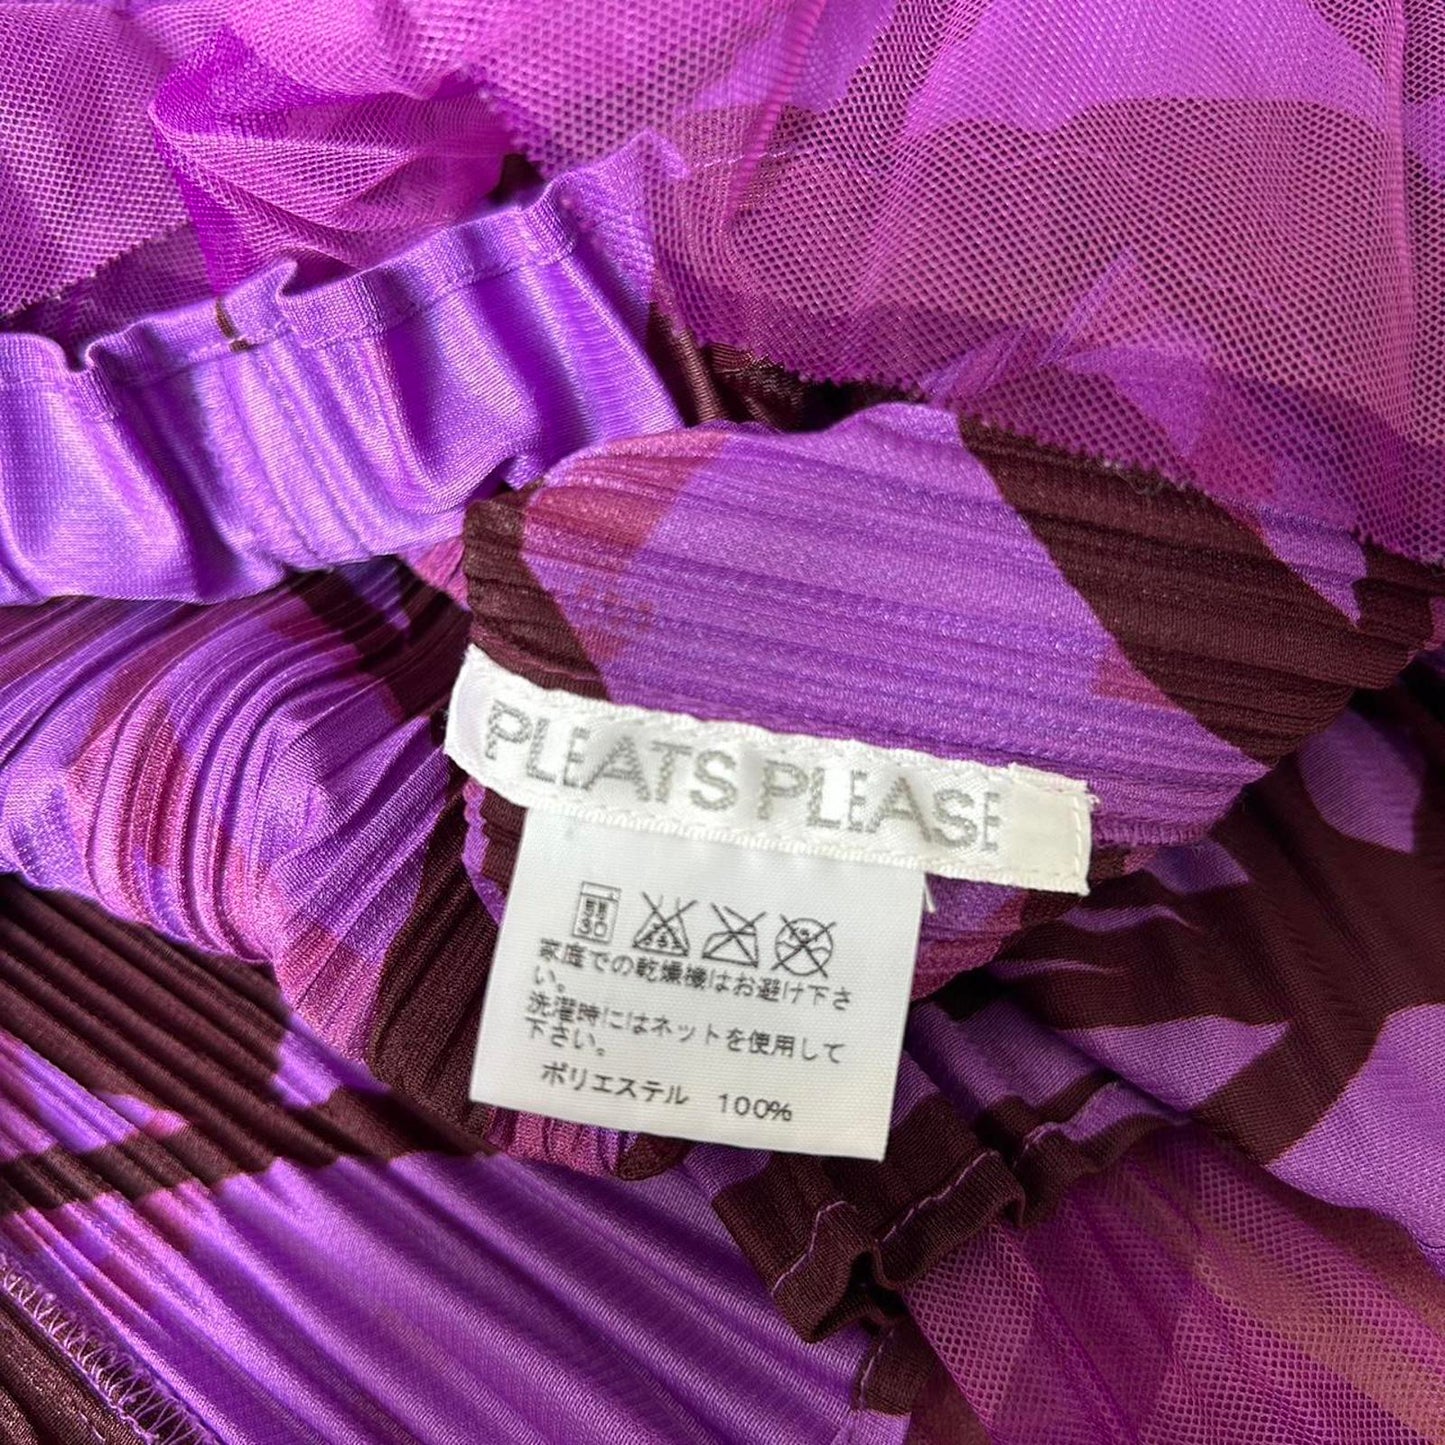 PLEATS PLEASE
30
家庭での乾燥機はお避け下さ
い。
洗濯時にはネットを使用して
下さい。
ポリエステル 100%